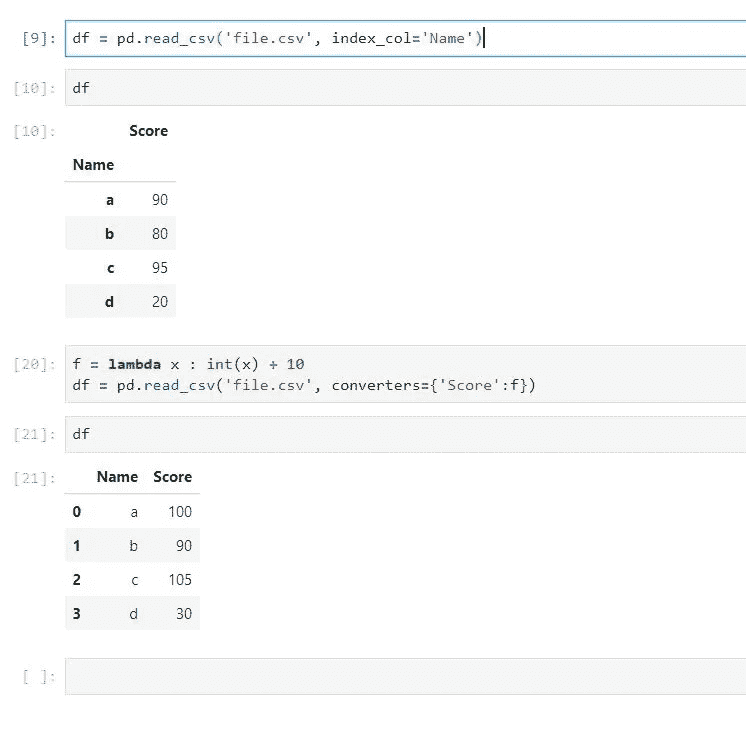 [9]: df = pd.read_csv('file.csv', index_col='Name')
[10]: df
[10]: Score
Name
a 90
b 80
c 95
d 20
[20]: f = lambda x : int(x) + 10
df = pd.read_csv('file.csv', converters={'Score':f})
[21]: df
[21]: Name Score
0 a 100
1 b 90
2 c 105
3 d 30
[ ]: